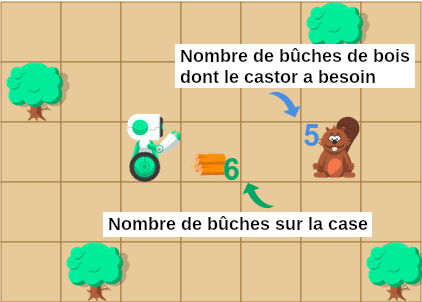 Nombre de bûches de bois
dont le castor a besoin
5
6
Nombre de bûches sur la case